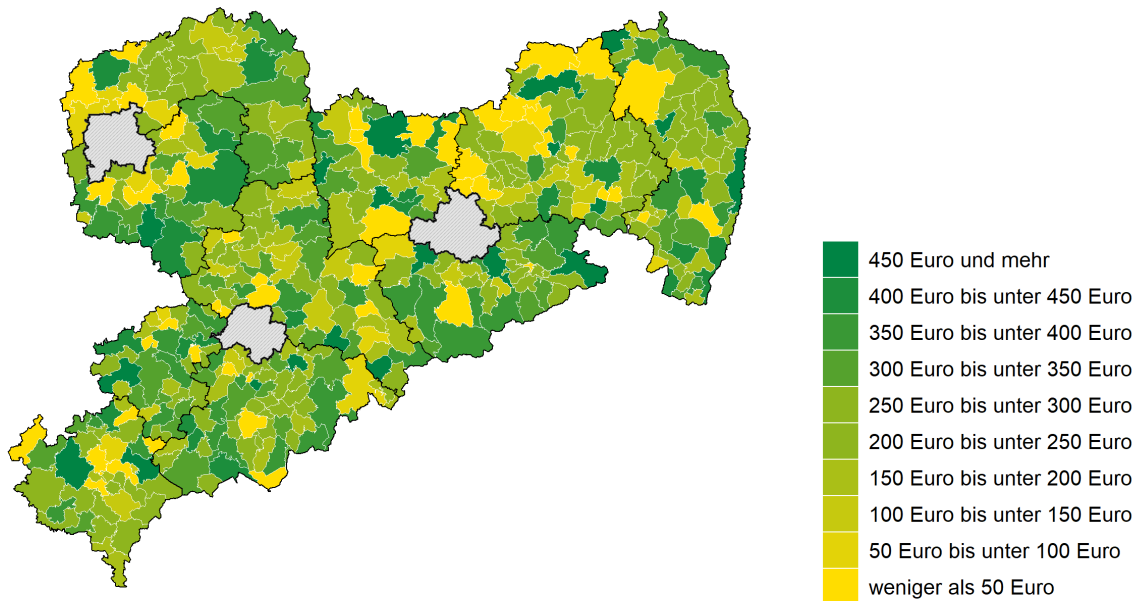 450 Euro und mehr
400 Euro bis unter 450 Euro
350 Euro bis unter 400 Euro
300 Euro bis unter 350 Euro
250 Euro bis unter 300 Euro
200 Euro bis unter 250 Euro
150 Euro bis unter 200 Euro
100 Euro bis unter 150 Euro
50 Euro bis unter 100 Euro
weniger als 50 Euro